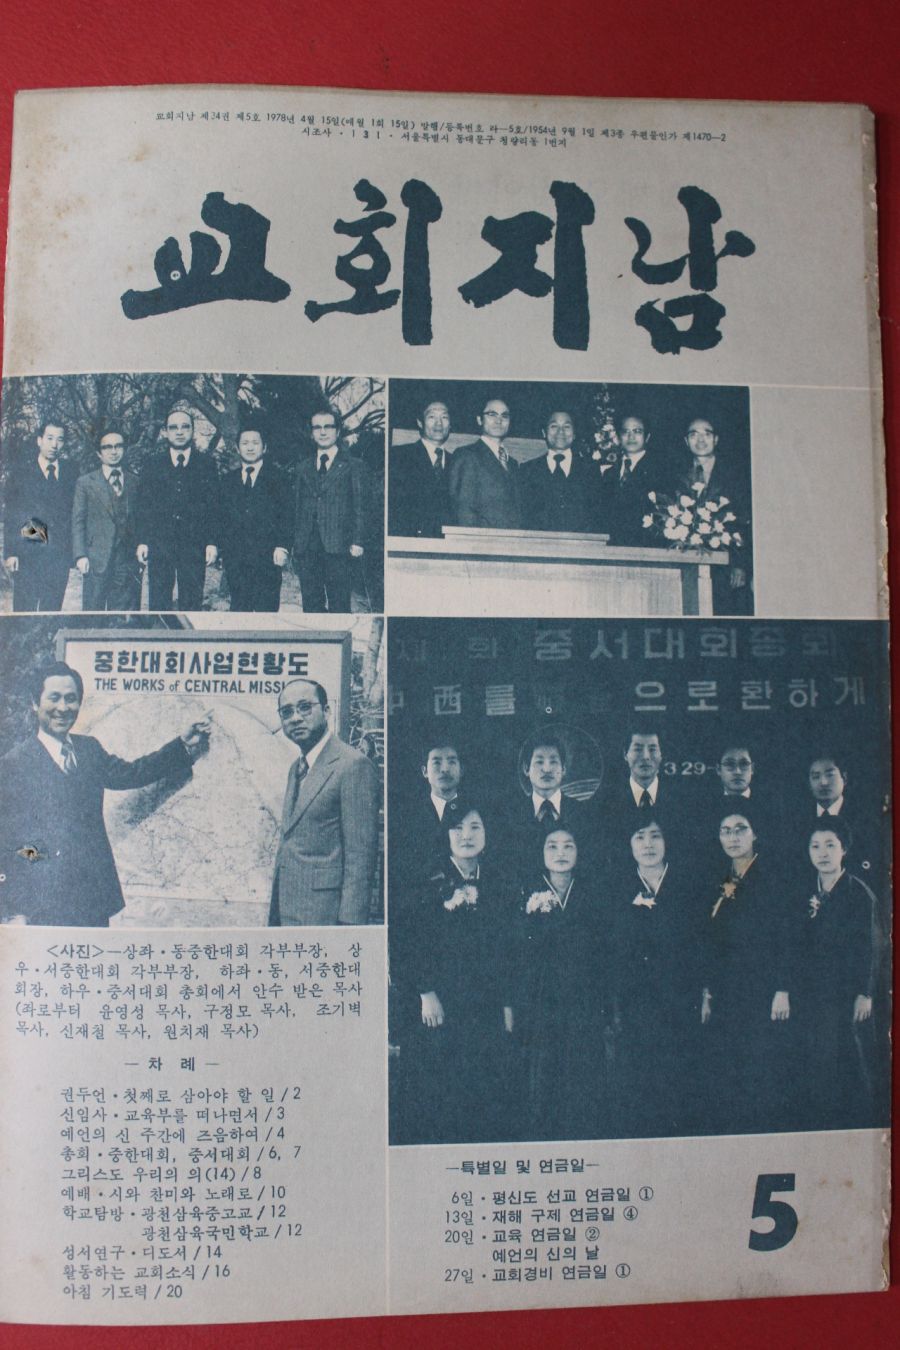 교회지남 제34권 제5호 1978년 4월 15일(매월 1회 15일) 발행/등록번호 라—5호/1954년 9월 1일 제3종 우편물인가 제1470—2
시조사 · 131 · 서울특별시 동대문구 청량리동 1번지
교회지남
중한대회사업현황도
THE WORKS of CENTRAL MISSI
회 중서대회총회
中西를 으로환하게
3 29
<사진>—상좌·동중한대회 각부부장, 상
우·서중한대회 각부부장, 하좌·동, 서중한대
회장, 하우·중서대회 총회에서 안수 받은 목사
(좌로부터 윤영성 목사, 구정모 목사, 조기벽
목사, 신재철 목사, 원치재 목사)
— 차 례 —
권두언·첫째로 삼아야 할 일/2
신임사·교육부를 떠나면서/3
예언의 신 주간에 즈음하여/4
총회·중한대회, 중서대회/6, 7
그리스도 우리의 의(14)/8
예배·시와 찬미와 노래로/10
학교탐방·광천삼육중고교/12
광천삼육국민학교/12
성서연구·디도서/14
활동하는 교회소식/16
아침 기도력/20
—특별일 및 연금일—
6일·평신도 선교 연금일 ①
13일·재해 구제 연금일 ④
20일·교육 연금일 ②
예언의 신의 날
27일·교회경비 연금일 ①
5